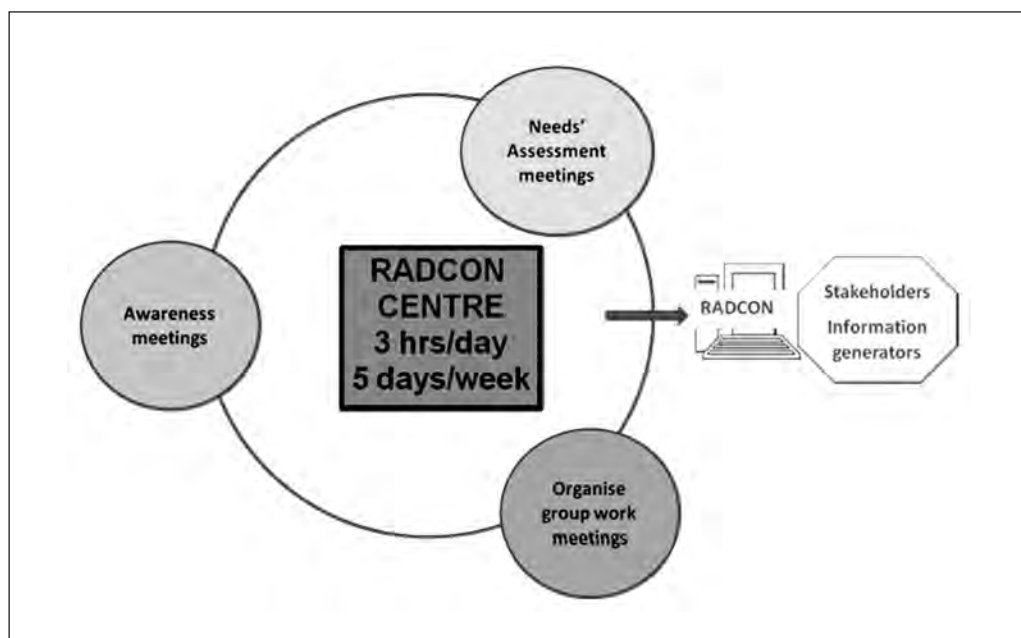 Needs'
Assessment
meetings
Awareness
meetings
RADCON
CENTRE
3 hrs/day
5 days/week
RADCON
Stakeholders
Information
generators
Organise
group work
meetings